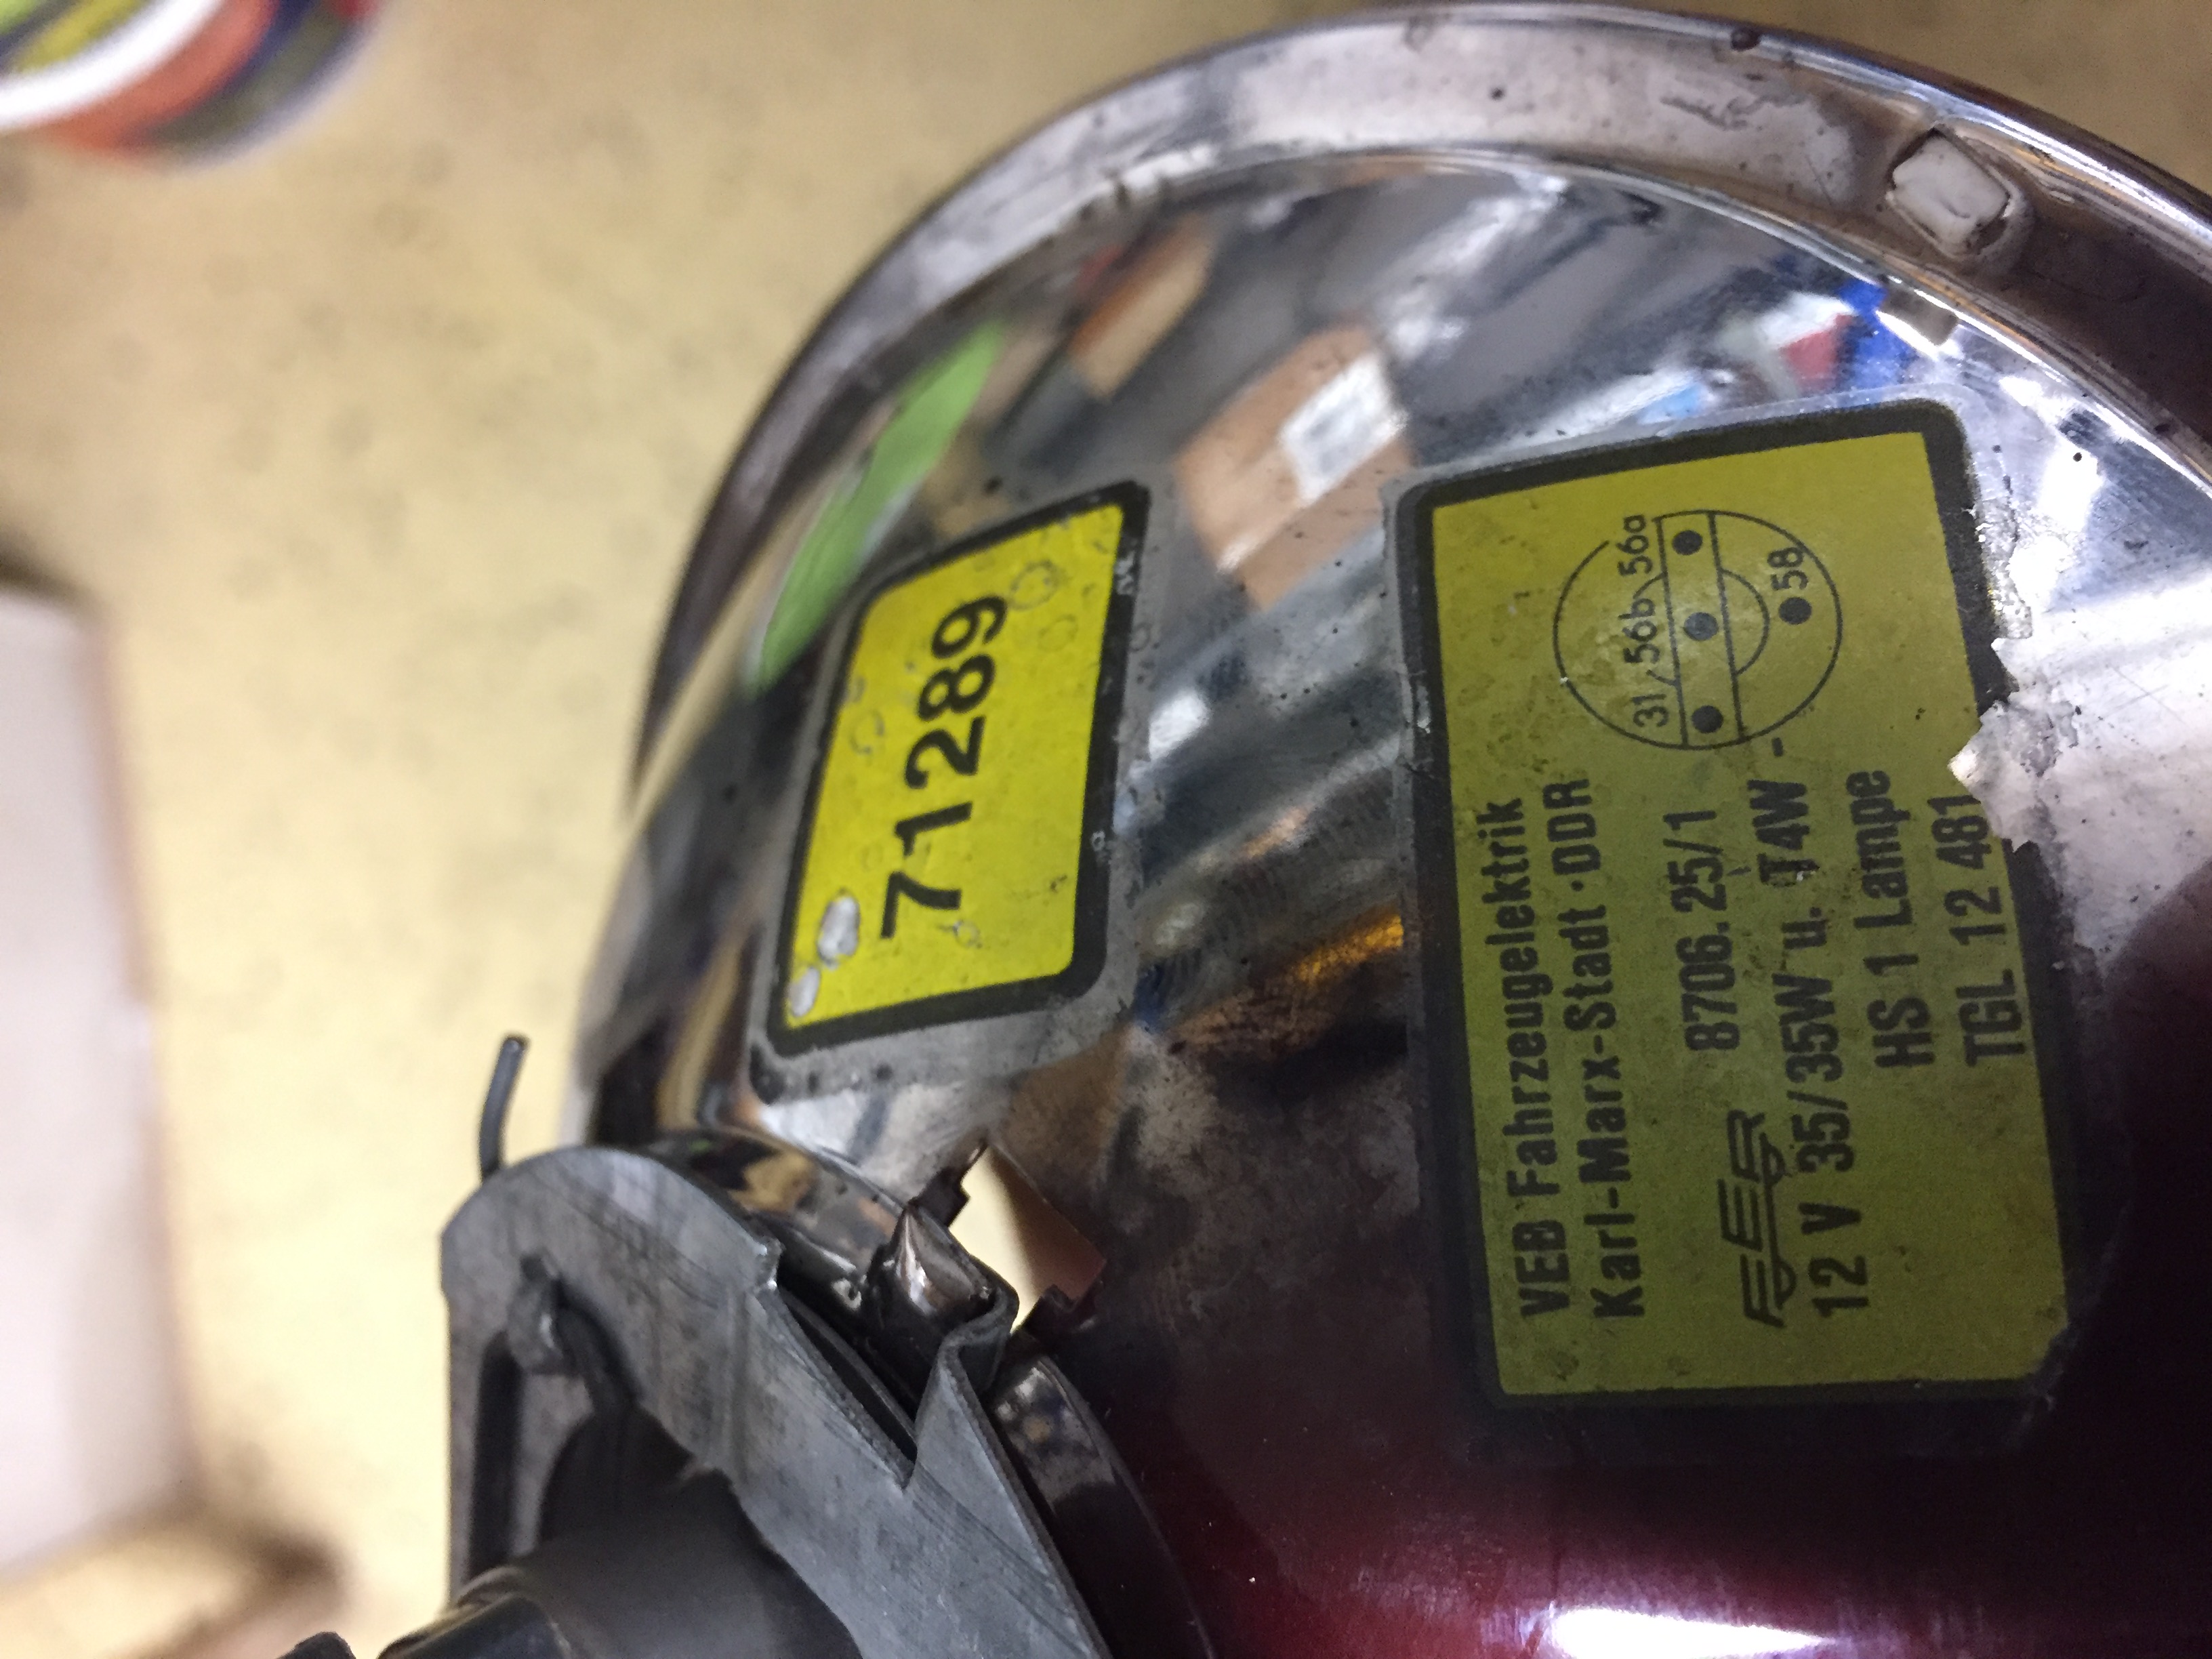 71289
VEB Fahrzeugelektrik
Karl-Marx-Stadt·DDR
8706.25/1
FER
12 V 35/35W u. T4W -
HS 1 Lampe
TGL 12 481
31 56b 56a
58